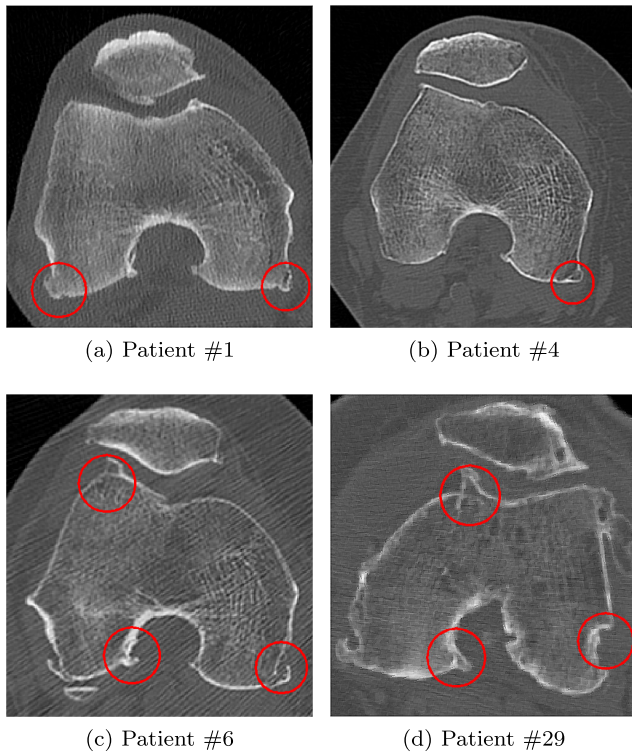 (a) Patient #1
(b) Patient #4
(c) Patient #6
(d) Patient #29